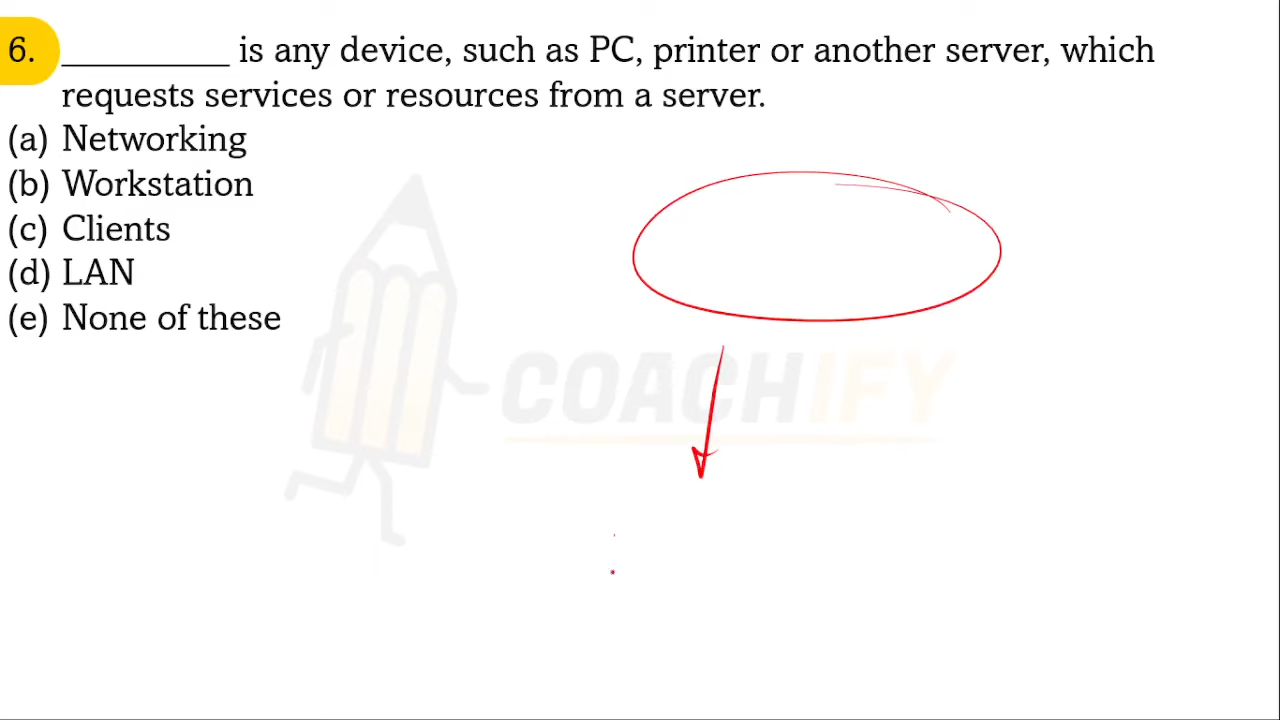 6. __________ is any device, such as PC, printer or another server, which
requests services or resources from a server.
(a) Networking
(b) Workstation
(c) Clients
(d) LAN
(e) None of these
COACHIFY